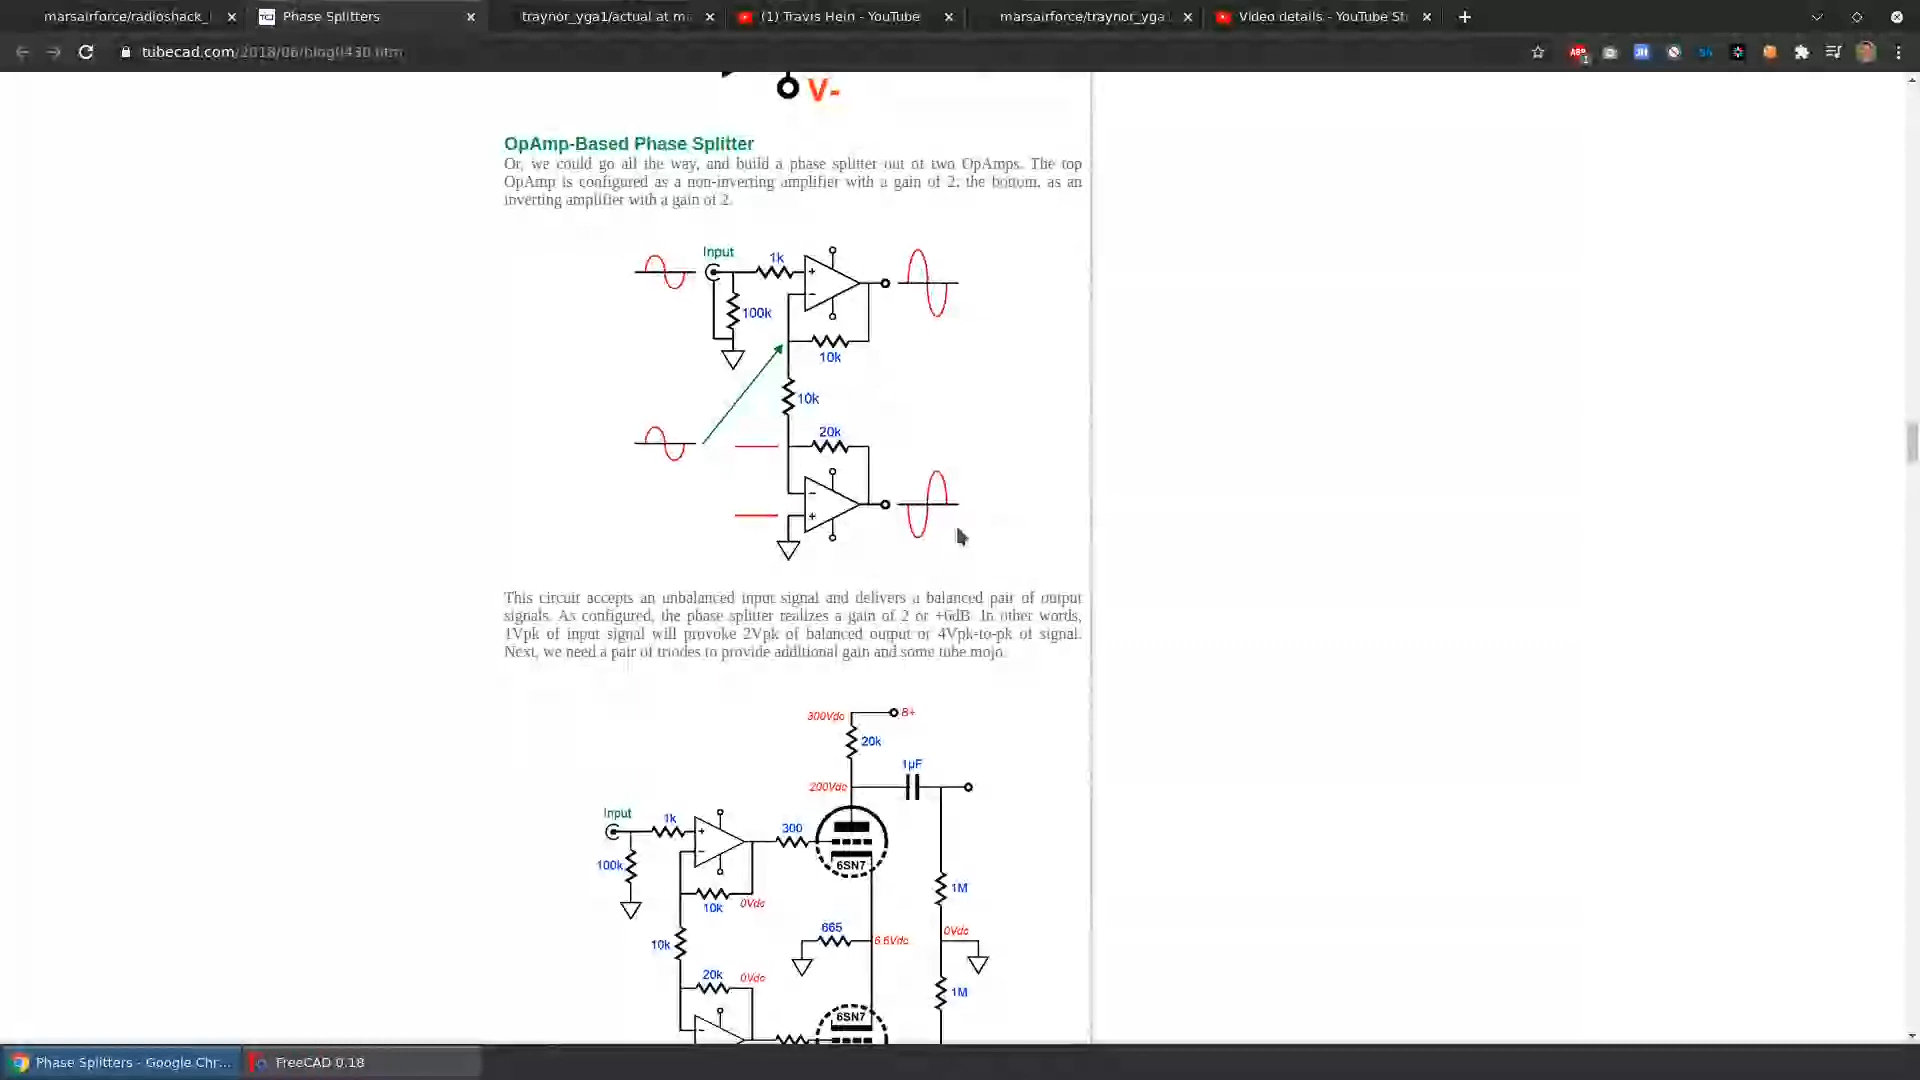 marsairforce/radioshack_
Phase Splitters
traynor_yga1/actual at m
(1) Travis Hein - YouTube
marsairforce/traynor_yga
Video details - YouTube St
tubecad.com/2018/06/blog0430.htm
ABP
1
V-
OpAmp-Based Phase Splitter
Or, we could go all the way, and build a phase splitter out of two OpAmps. The top
OpAmp is configured as a non-inverting amplifier with a gain of 2; the bottom, as an
inverting amplifier with a gain of 2.
Input
1k
+
-
100k
10k
10k
20k
-
+
This circuit accepts an unbalanced input signal and delivers a balanced pair of output
signals. As configured, the phase splitter realizes a gain of 2 or +6dB. In other words,
1Vpk of input signal will provoke 2Vpk of balanced output or 4Vpk-to-pk of signal.
Next, we need a pair of triodes to provide additional gain and some tube mojo.
300Vdc
B+
20k
1µF
200Vdc
Input
1k
+
-
300
100k
6SN7
1M
10k
0Vdc
665
6.6Vdc
0Vdc
10k
20k
0Vdc
1M
6SN7
-
Phase Splitters - Google Chr...
FreeCAD 0.18